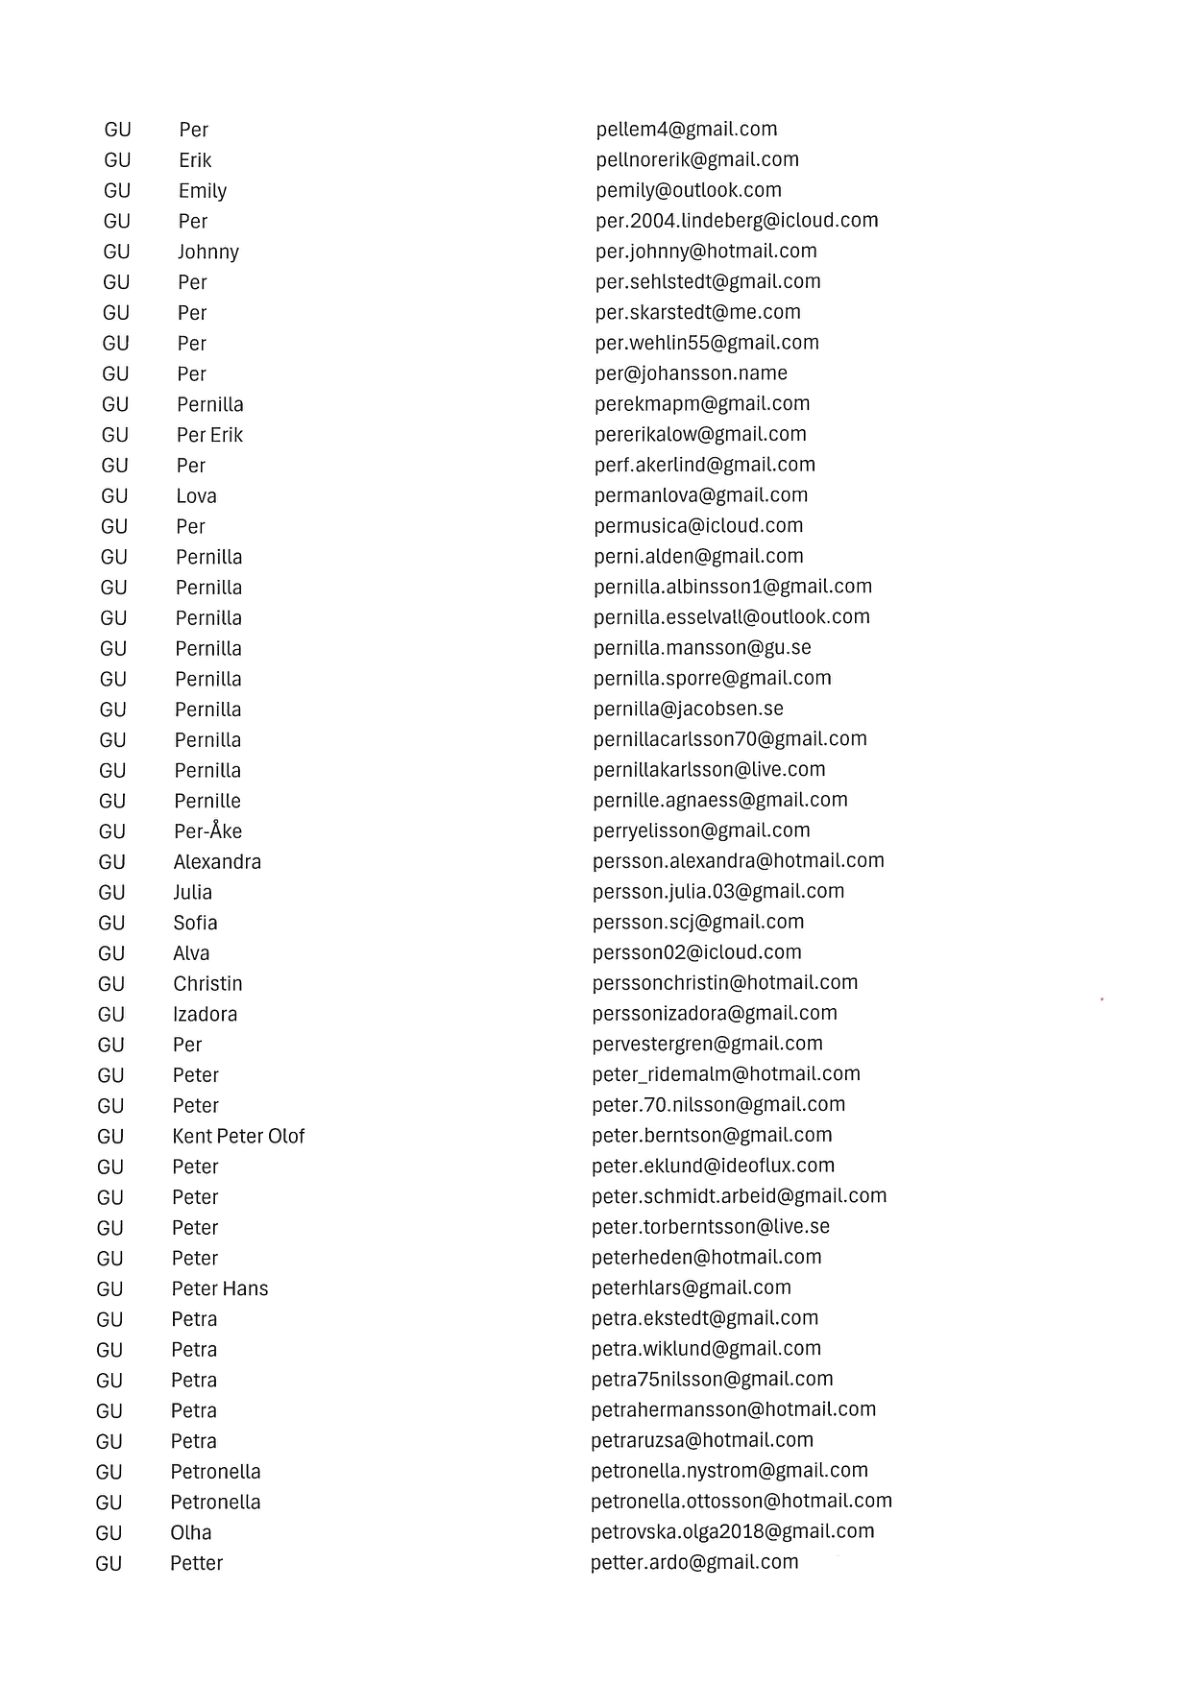 GU Per pellem4@gmail.com
GU Erik pellnorerik@gmail.com
GU Emily pemily@outlook.com
GU Per per.2004.lindeberg@icloud.com
GU Johnny per.johnny@hotmail.com
GU Per per.sehlstedt@gmail.com
GU Per per.skarstedt@me.com
GU Per per.wehlin55@gmail.com
GU Per per@johansson.name
GU Pernilla perekmapm@gmail.com
GU Per Erik pererikalow@gmail.com
GU Per perf.akerlind@gmail.com
GU Lova permanlova@gmail.com
GU Per permusica@icloud.com
GU Pernilla perni.alden@gmail.com
GU Pernilla pernilla.albinsson1@gmail.com
GU Pernilla pernilla.esselvall@outlook.com
GU Pernilla pernilla.mansson@gu.se
GU Pernilla pernilla.sporre@gmail.com
GU Pernilla pernilla@jacobsen.se
GU Pernilla pernillacarlsson70@gmail.com
GU Pernilla pernillakarlsson@live.com
GU Pernille pernille.agnaess@gmail.com
GU Per-Åke perryelisson@gmail.com
GU Alexandra persson.alexandra@hotmail.com
GU Julia persson.julia.03@gmail.com
GU Sofia persson.scj@gmail.com
GU Alva persson02@icloud.com
GU Christin perssonchristin@hotmail.com
GU Izadora perssonizadora@gmail.com
GU Per pervestergren@gmail.com
GU Peter peter_ridemalm@hotmail.com
GU Peter peter.70.nilsson@gmail.com
GU Kent Peter Olof peter.berntson@gmail.com
GU Peter peter.eklund@ideoflux.com
GU Peter peter.schmidt.arbeid@gmail.com
GU Peter peter.torberntsson@live.se
GU Peter peterheden@hotmail.com
GU Peter Hans peterhlars@gmail.com
GU Petra petra.ekstedt@gmail.com
GU Petra petra.wiklund@gmail.com
GU Petra petra75nilsson@gmail.com
GU Petra petrahermansson@hotmail.com
GU Petra petraruzsa@hotmail.com
GU Petronella petronella.nystrom@gmail.com
GU Petronella petronella.ottosson@hotmail.com
GU Olha petrovska.olga2018@gmail.com
GU Petter petter.ardo@gmail.com